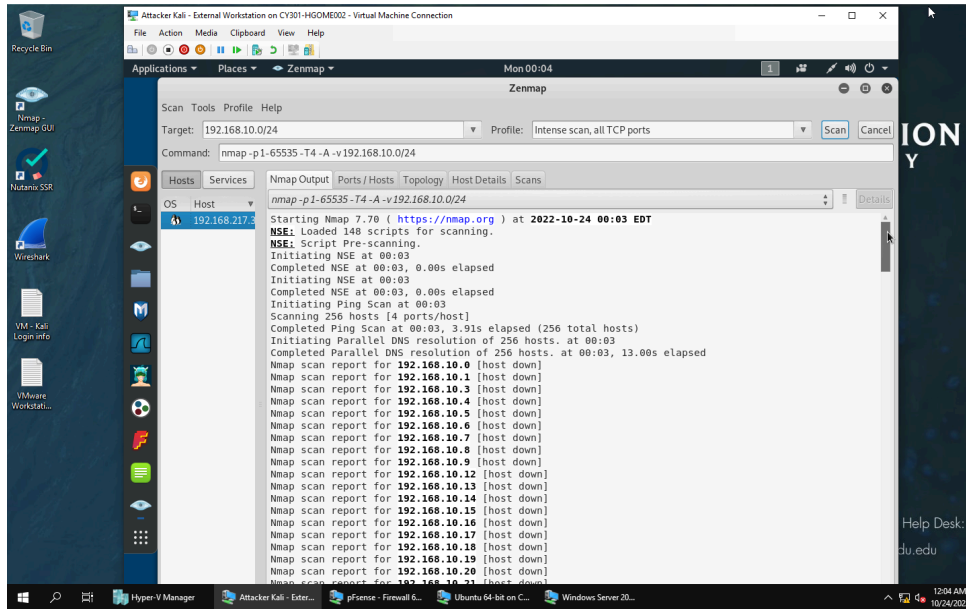 Recycle Bin
Nmap -
Zenmap GUI
Nutanix SSR
Wireshark
VM - Kali
Login info
VMware
Workstati...
Attacker Kali - External Workstation on CY301-HGOME002 - Virtual Machine Connection
File Action Media Clipboard View Help
Applications Places Zenmap Mon 00:04 1
Zenmap
Scan Tools Profile Help
Target: 192.168.10.0/24 Profile: Intense scan, all TCP ports Scan Cancel
Command: nmap -p 1-65535 -T4 -A -v 192.168.10.0/24
Hosts Services Nmap Output Ports / Hosts Topology Host Details Scans
OS Host nmap -p 1-65535 -T4 -A -v 192.168.10.0/24 Details
192.168.217.3
Starting Nmap 7.70 ( https://nmap.org ) at 2022-10-24 00:03 EDT
NSE: Loaded 148 scripts for scanning.
NSE: Script Pre-scanning.
Initiating NSE at 00:03
Completed NSE at 00:03, 0.00s elapsed
Initiating NSE at 00:03
Completed NSE at 00:03, 0.00s elapsed
Initiating Ping Scan at 00:03
Scanning 256 hosts [4 ports/host]
Completed Ping Scan at 00:03, 3.91s elapsed (256 total hosts)
Initiating Parallel DNS resolution of 256 hosts. at 00:03
Completed Parallel DNS resolution of 256 hosts. at 00:03, 13.00s elapsed
Nmap scan report for 192.168.10.0 [host down]
Nmap scan report for 192.168.10.1 [host down]
Nmap scan report for 192.168.10.3 [host down]
Nmap scan report for 192.168.10.4 [host down]
Nmap scan report for 192.168.10.5 [host down]
Nmap scan report for 192.168.10.6 [host down]
Nmap scan report for 192.168.10.7 [host down]
Nmap scan report for 192.168.10.8 [host down]
Nmap scan report for 192.168.10.9 [host down]
Nmap scan report for 192.168.10.12 [host down]
Nmap scan report for 192.168.10.13 [host down]
Nmap scan report for 192.168.10.14 [host down]
Nmap scan report for 192.168.10.15 [host down]
Nmap scan report for 192.168.10.16 [host down]
Nmap scan report for 192.168.10.17 [host down]
Nmap scan report for 192.168.10.18 [host down]
Nmap scan report for 192.168.10.19 [host down]
Nmap scan report for 192.168.10.20 [host down]
Nmap scan report for 192.168.10.21 [host down]
ION
Y
Help Desk:
du.edu
Hyper-V Manager Attacker Kali - Exter... pFsense - Firewall 6... Ubuntu 64-bit on C... Windows Server 20...
12:04 AM
10/24/202